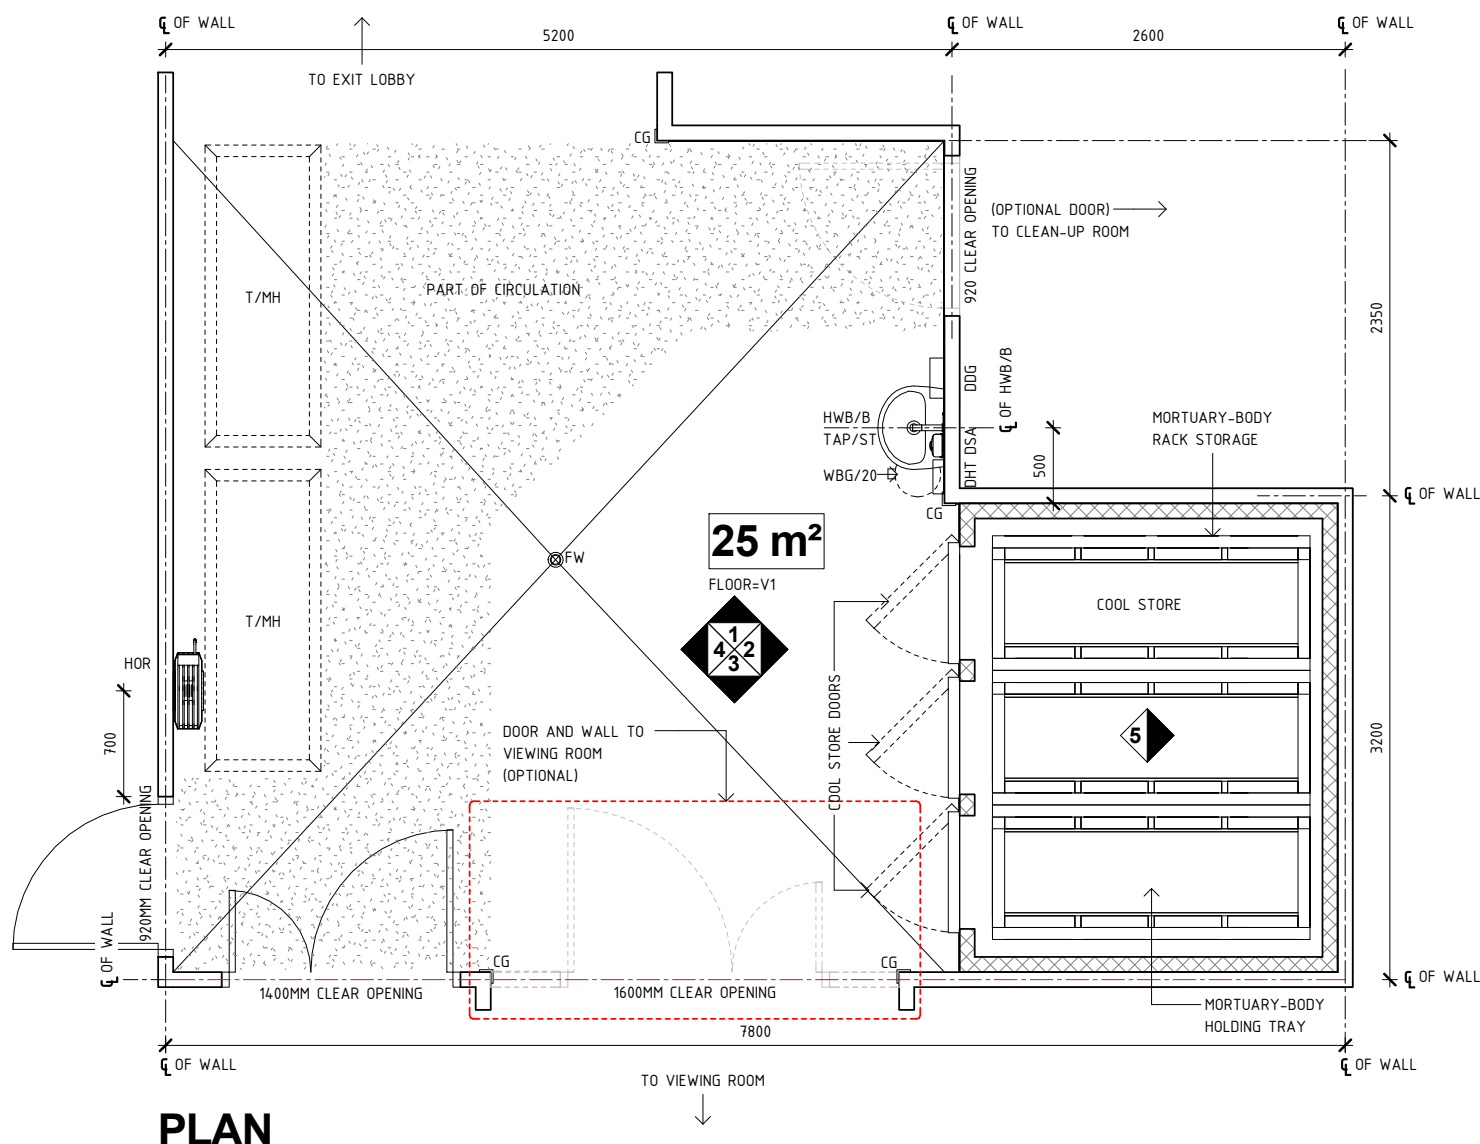 ℄ OF WALL
℄ OF WALL
℄ OF WALL
5200
2600
TO EXIT LOBBY
CG
920 CLEAR OPENING
(OPTIONAL DOOR)
TO CLEAN-UP ROOM
T/MH
PART OF CIRCULATION
2350
DDG
℄ OF HWB/B
HWB/B
TAP/ST
MORTUARY-BODY
RACK STORAGE
DHT DSA
500
WBG/20
℄ OF WALL
CG
25 m²
FW
FLOOR=V1
COOL STORE
T/MH
1
4 2
3
HOR
COOL STORE DOORS
700
DOOR AND WALL TO
VIEWING ROOM
(OPTIONAL)
5
3200
920MM CLEAR OPENING
℄ OF WALL
CG
CG
℄ OF WALL
1400MM CLEAR OPENING
1600MM CLEAR OPENING
MORTUARY-BODY
HOLDING TRAY
7800
℄ OF WALL
℄ OF WALL
TO VIEWING ROOM
PLAN